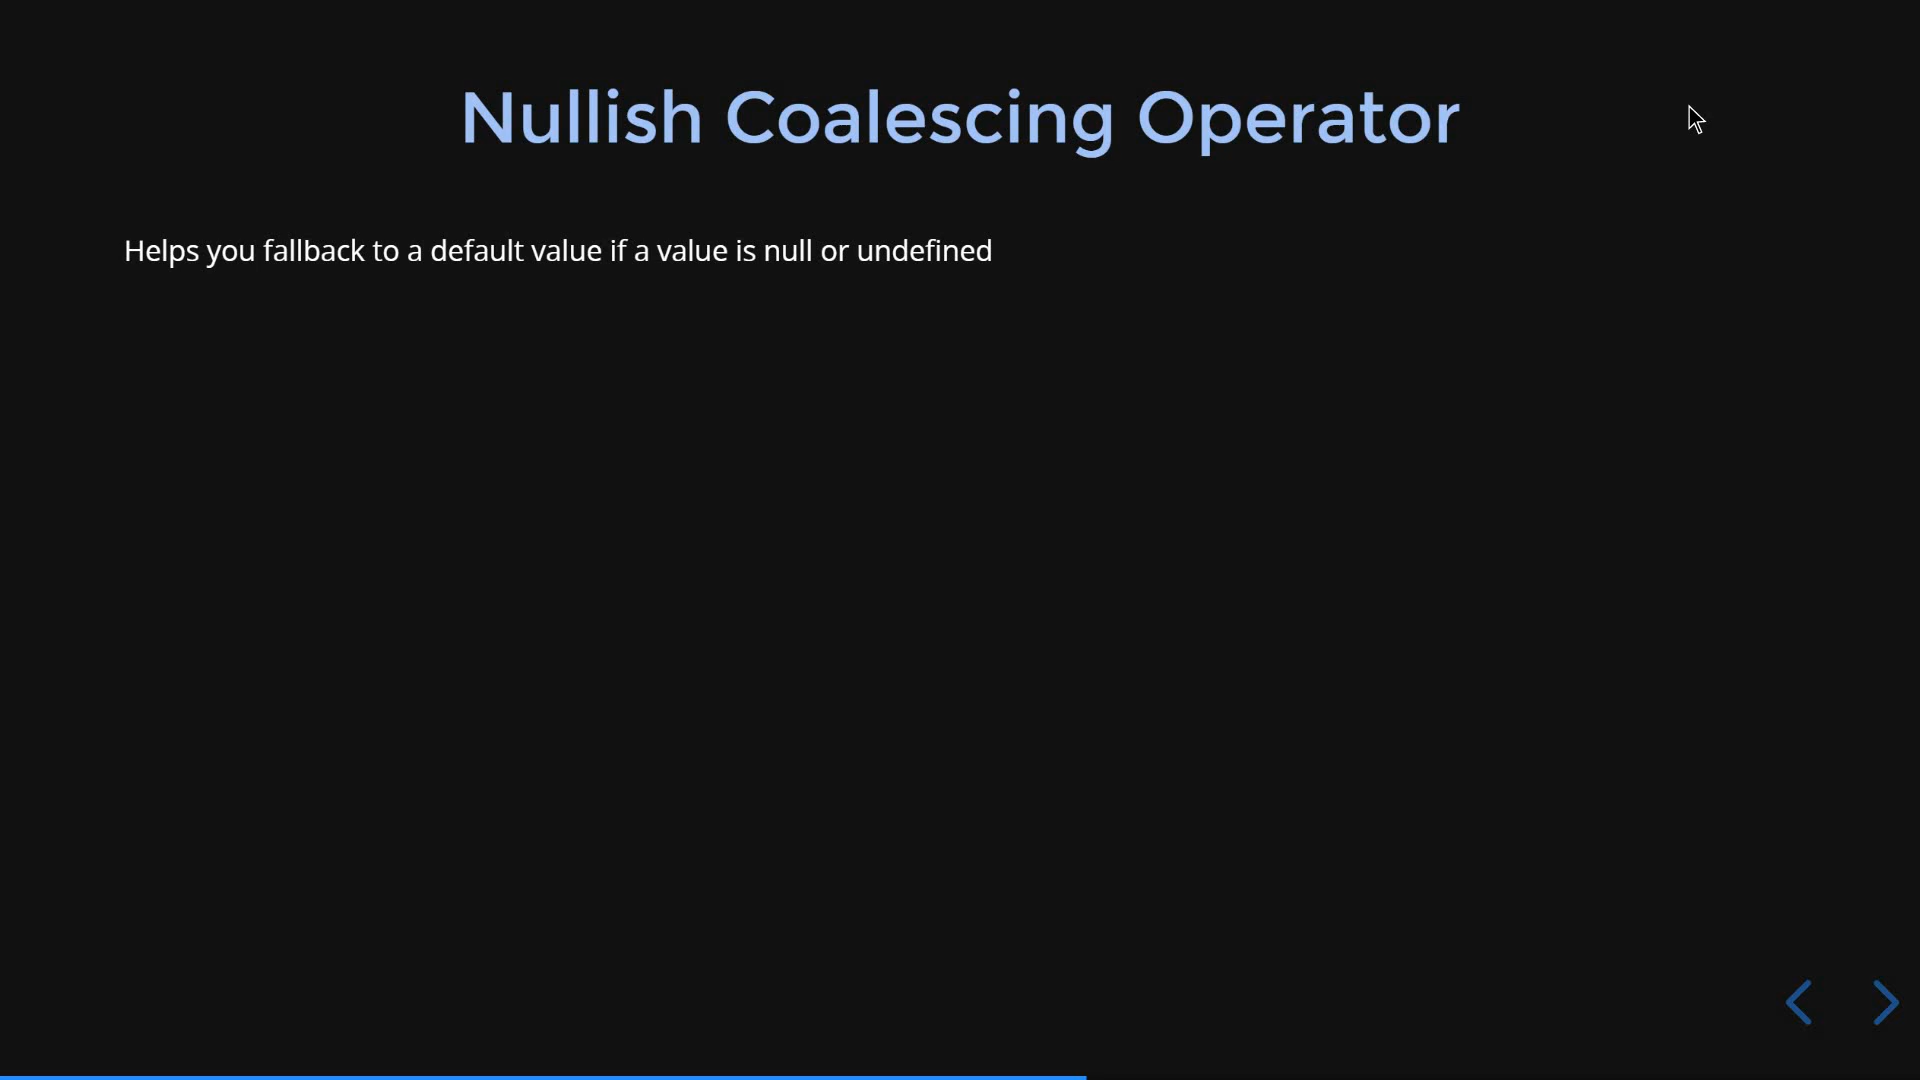 Nullish Coalescing Operator
Helps you fallback to a default value if a value is null or undefined